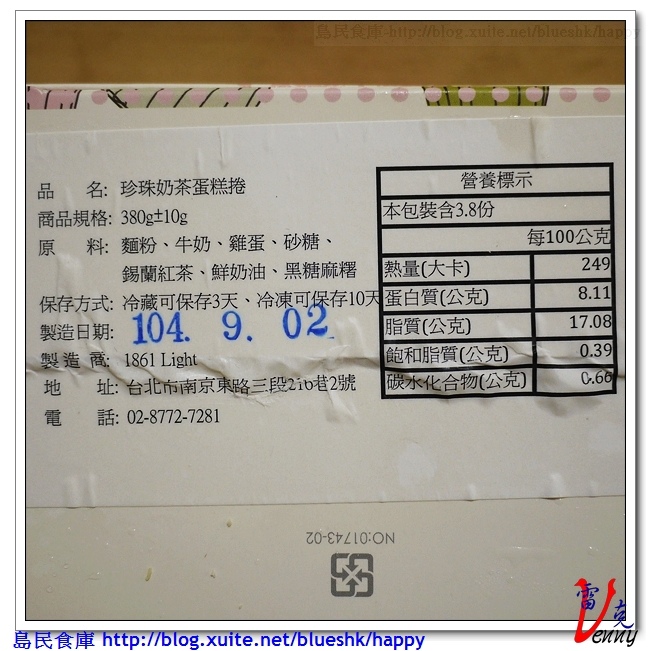 島民食庫-http://blog.xuite.net/blueshk/happy
品 名: 珍珠奶茶蛋糕捲
商品規格: 380g±10g
原 料: 麵粉、牛奶、雞蛋、砂糖、
錫蘭紅茶、鮮奶油、黑糖麻糬
保存方式: 冷藏可保存3天、冷凍可保存10天
製造日期: 104. 9. 02
製造商: 1861 Light
地 址: 台北市南京東路三段216巷2號
電 話: 02-8772-7281
營養標示
本包裝含3.8份
每100公克
熱量(大卡) 249
蛋白質(公克) 8.11
脂質(公克) 17.08
飽和脂質(公克) 0.39
碳水化合物(公克) 0.66
NO:01743-02
雷克
Venny
島民食庫 http://blog.xuite.net/blueshk/happy